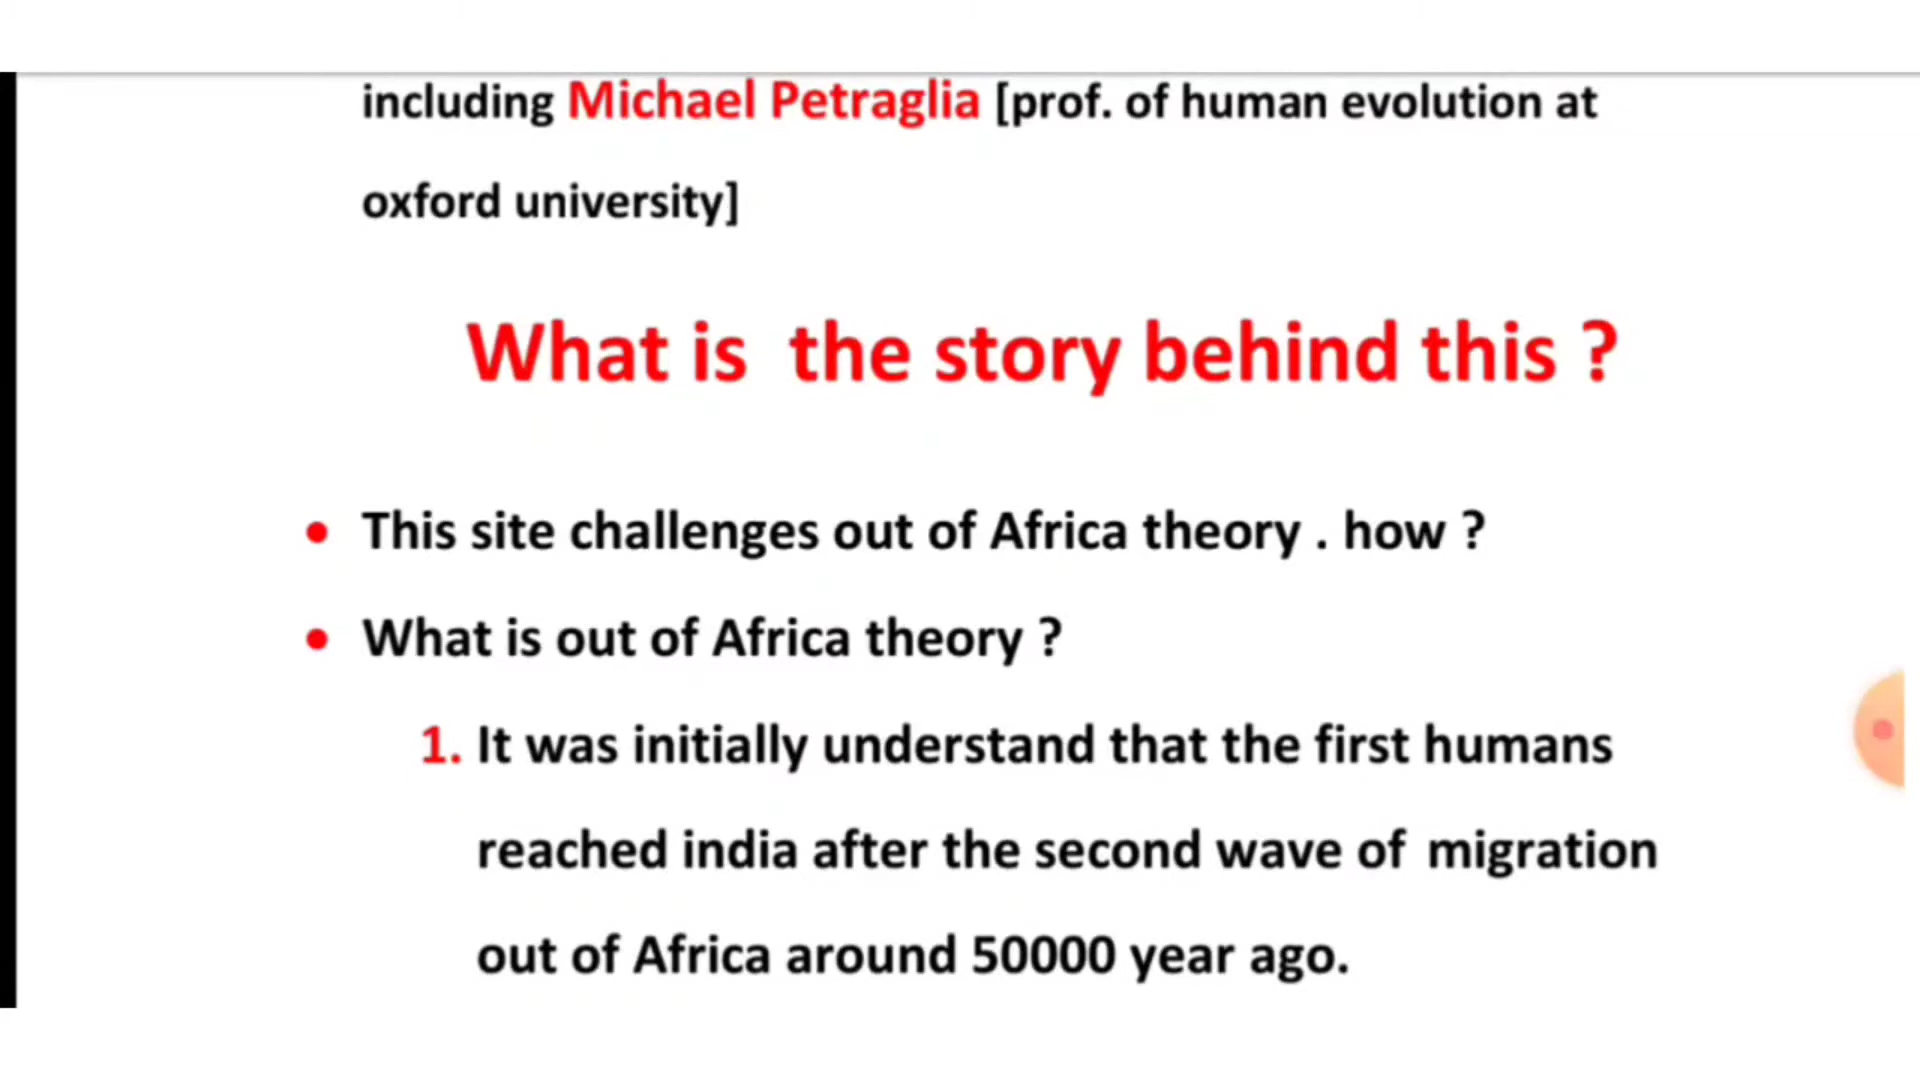 including Michael Petraglia [prof. of human evolution at
oxford university]
What is the story behind this ?
• This site challenges out of Africa theory . how ?
• What is out of Africa theory ?
1. It was initially understand that the first humans
reached india after the second wave of migration
out of Africa around 50000 year ago.